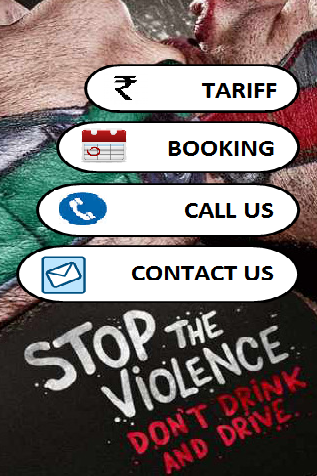 ₹ TARIFF
BOOKING
CALL US
CONTACT US
STOP THE
VIOLENCE
DON'T DRINK
AND DRIVE.